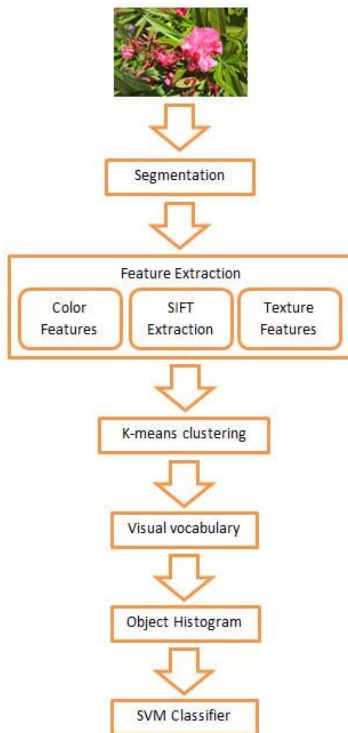 Segmentation
Feature Extraction
Color
Features
SIFT
Extraction
Texture
Features
K-means clustering
Visual vocabulary
Object Histogram
SVM Classifier